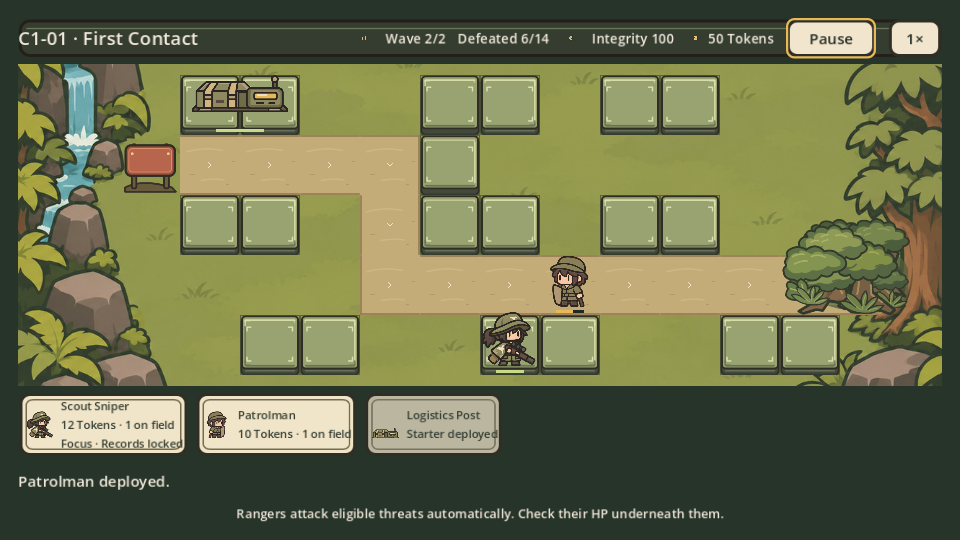 C1-01 · First Contact
Wave 2/2 Defeated 6/14 Integrity 100 50 Tokens Pause 1×
Scout Sniper
12 Tokens · 1 on field
Focus · Records locked
Patrolman
10 Tokens · 1 on field
Logistics Post
Starter deployed
Patrolman deployed.
Rangers attack eligible threats automatically. Check their HP underneath them.